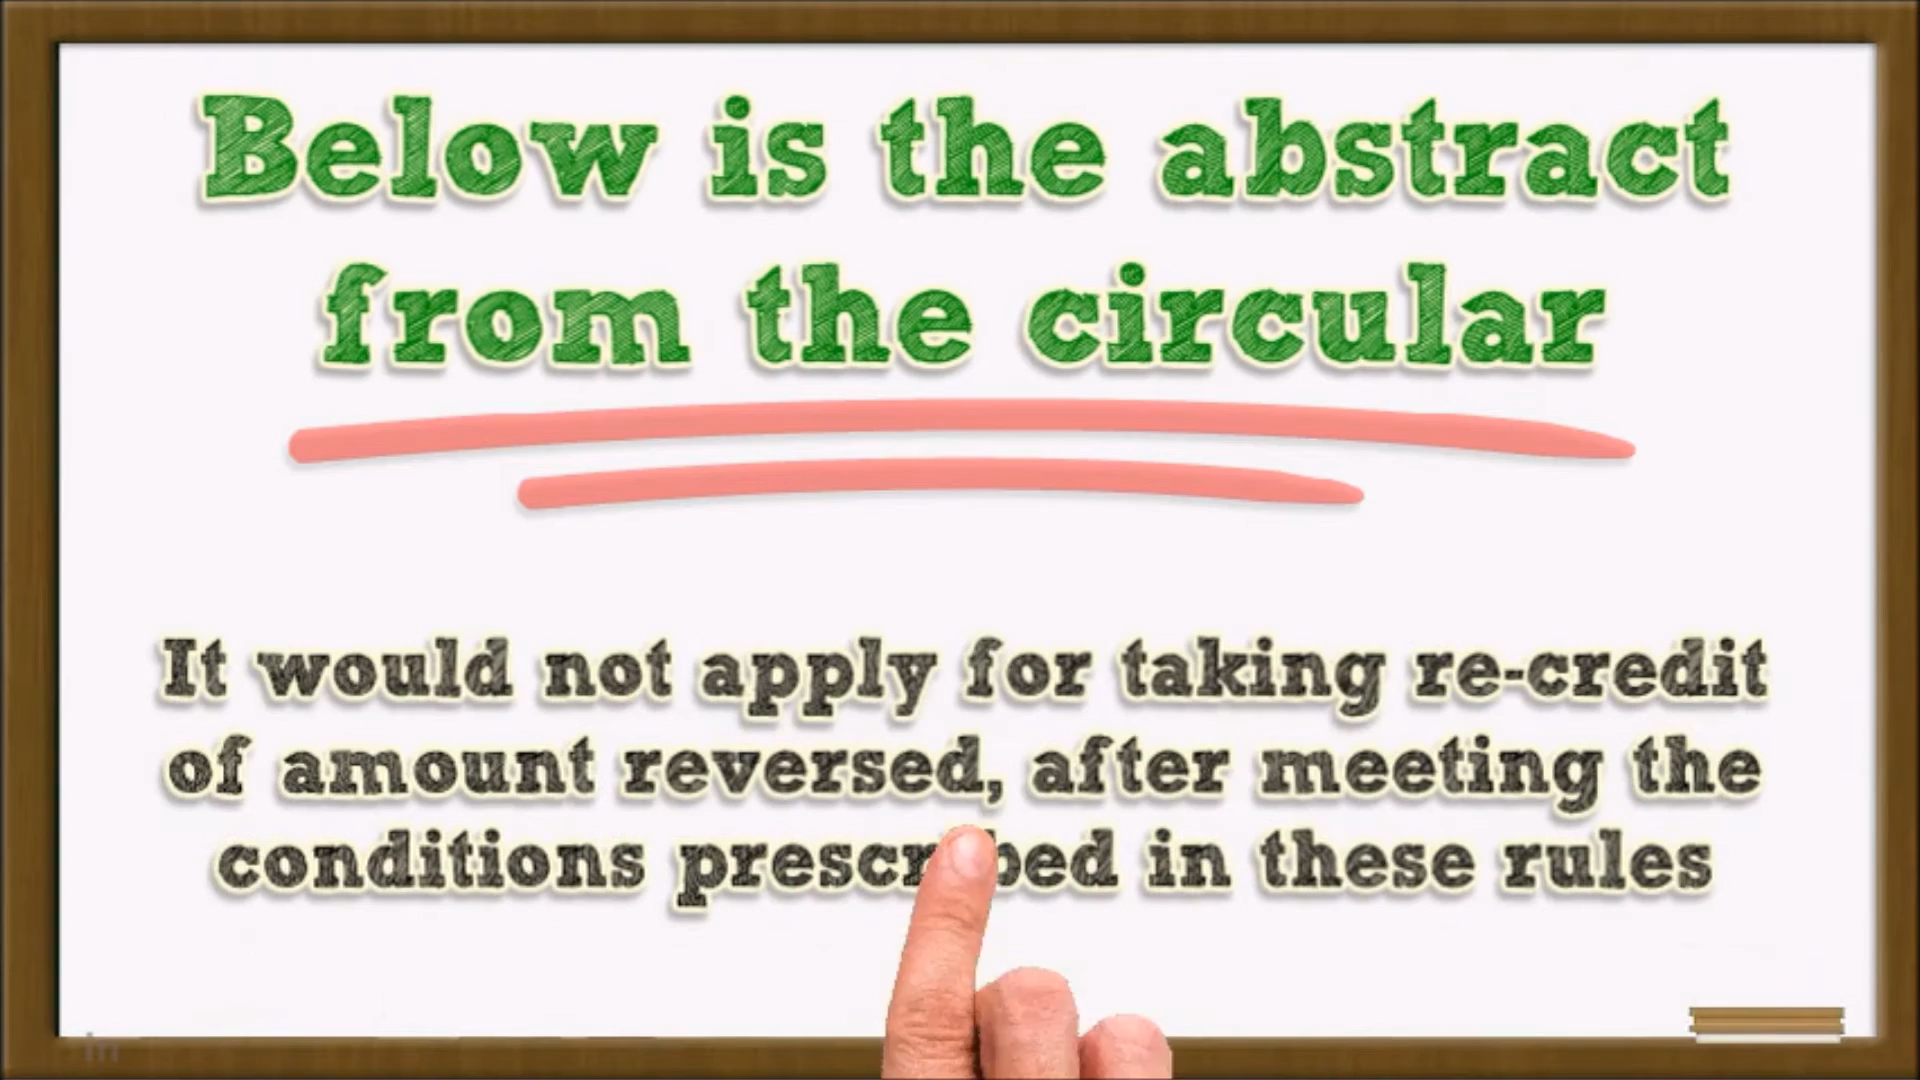 Below is the abstract
from the circular
It would not apply for taking re-credit
of amount reversed, after meeting the
conditions prescribed in these rules
in